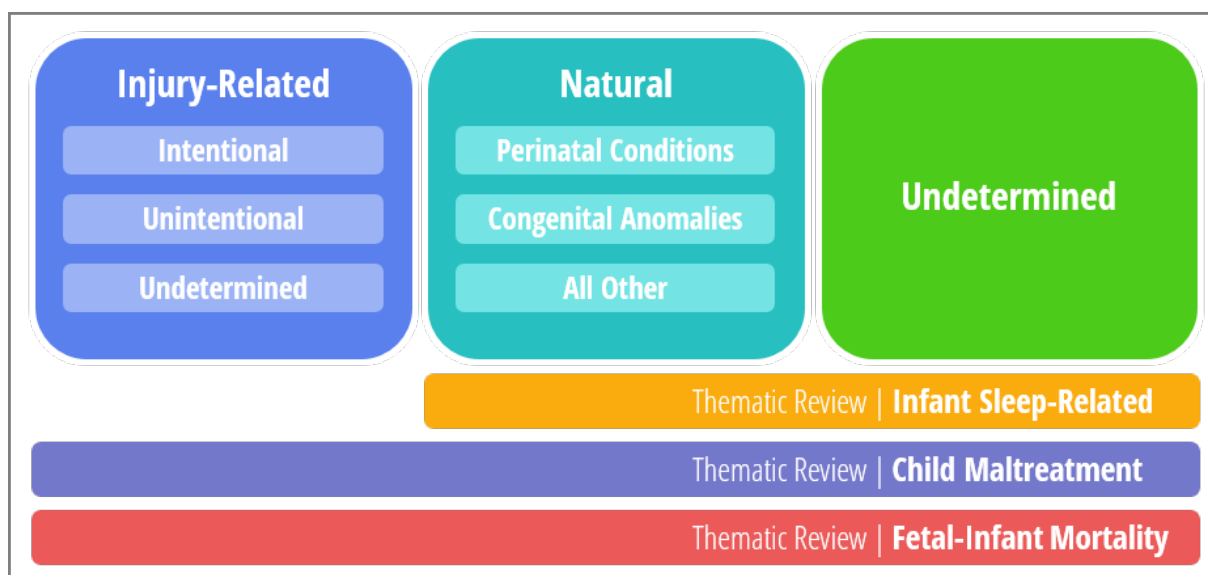 Injury-Related
Intentional
Unintentional
Undetermined
Natural
Perinatal Conditions
Congenital Anomalies
All Other
Undetermined
Thematic Review | Infant Sleep-Related
Thematic Review | Child Maltreatment
Thematic Review | Fetal-Infant Mortality